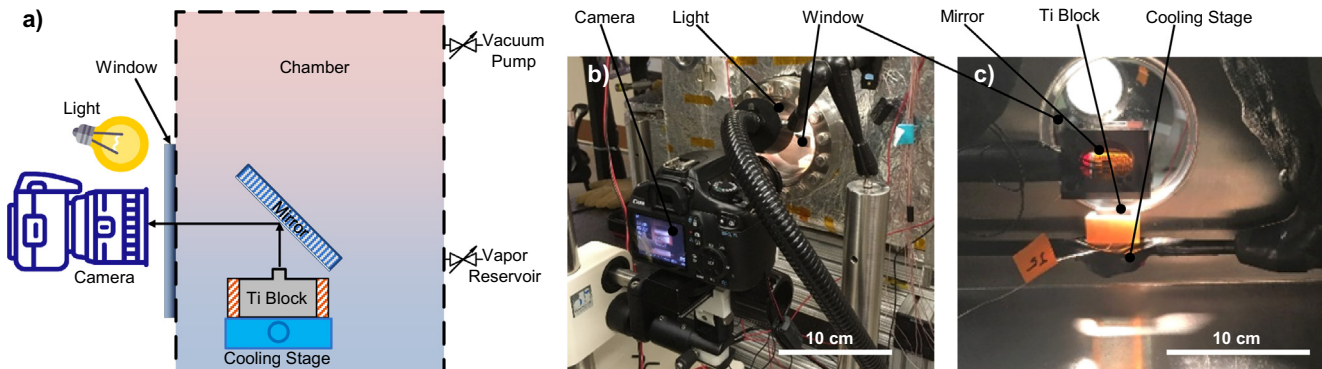 a)
Chamber
Window
Light
Camera
Mirror
Ti Block
Cooling Stage
Vacuum
Pump
Vapor
Reservoir
Camera
Light
Window
Mirror
Ti Block
Cooling Stage
b)
Canon
10 cm
c)
10 cm